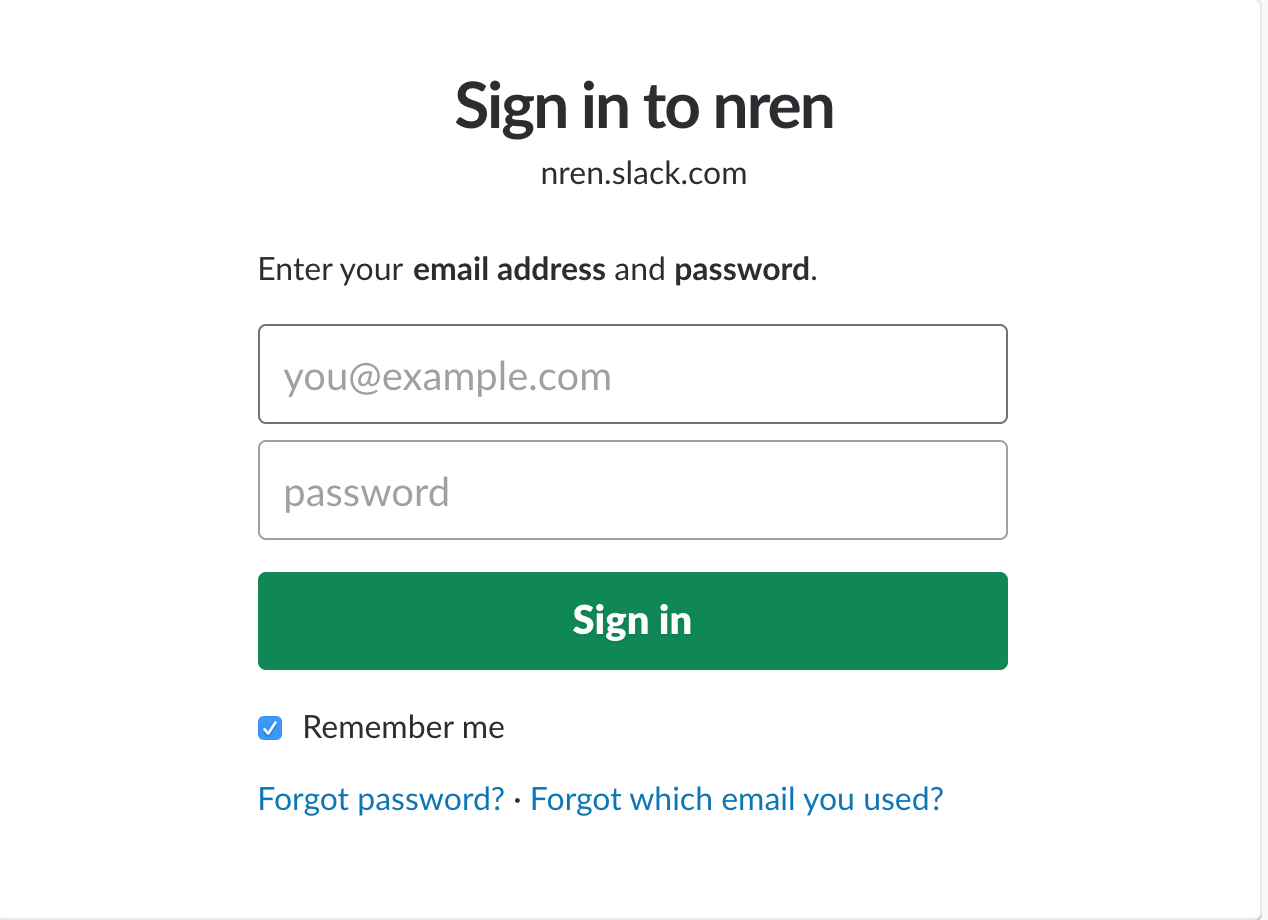 Sign in to nren
nren.slack.com
Enter your email address and password.
you@example.com
password
Sign in
Remember me
Forgot password? · Forgot which email you used?